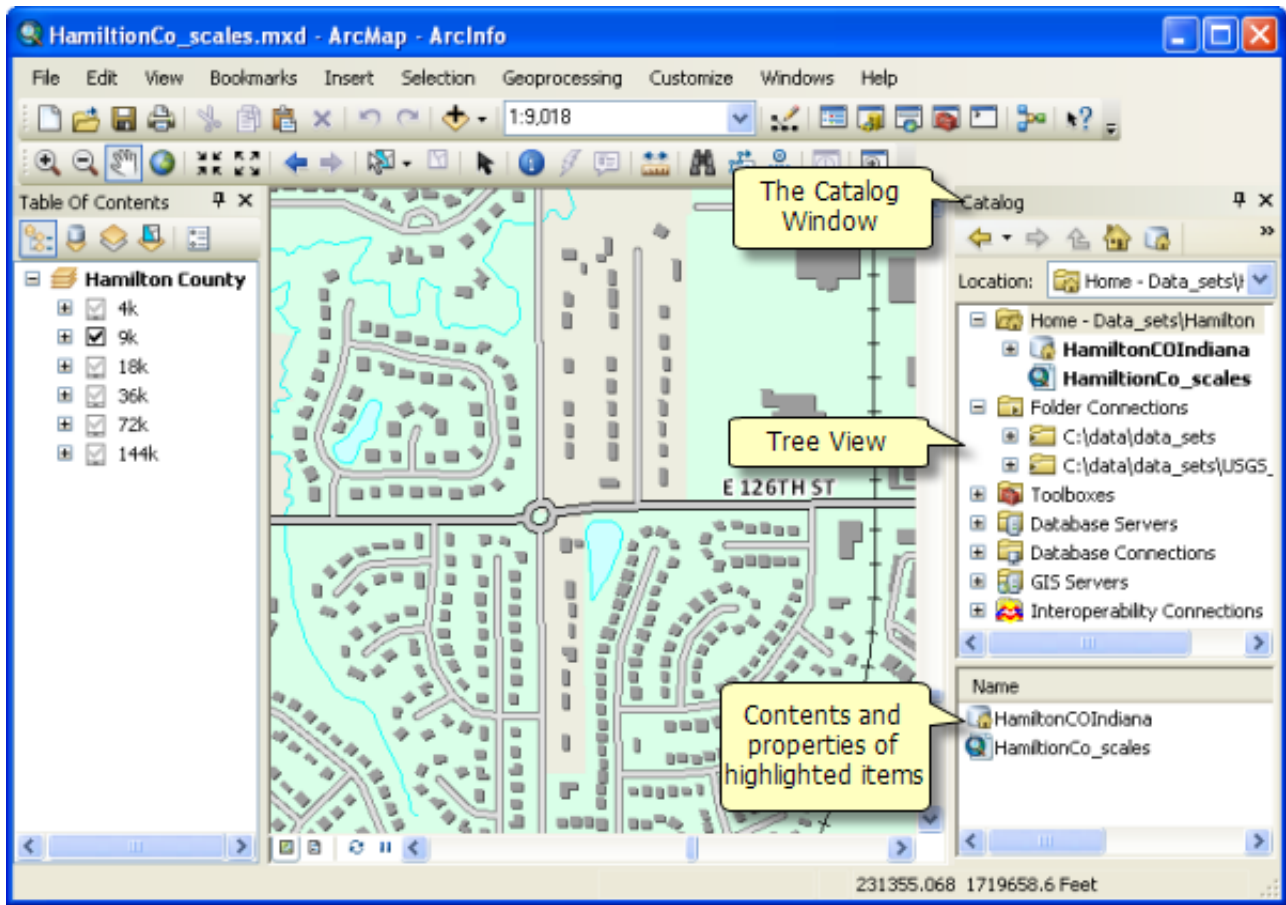 HamiltionCo_scales.mxd - ArcMap - ArcInfo
File Edit View Bookmarks Insert Selection Geoprocessing Customize Windows Help
1:9,018
Table Of Contents
Hamilton County
4k
9k
18k
36k
72k
144k
E 126TH ST
The Catalog
Window
Tree View
Contents and
properties of
highlighted items
Catalog
Location: Home - Data_sets\H
Home - Data_sets\Hamilton
HamiltonCOIndiana
HamiltionCo_scales
Folder Connections
C:\data\data_sets
C:\data\data_sets\USGS_
Toolboxes
Database Servers
Database Connections
GIS Servers
Interoperability Connections
Name
HamiltonCOIndiana
HamiltionCo_scales
231355.068 1719658.6 Feet